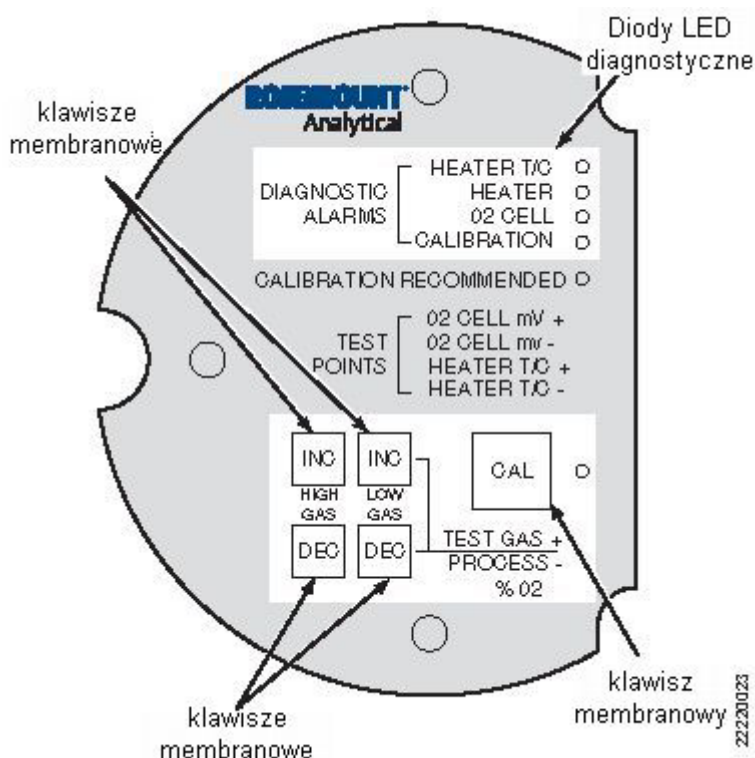 Diody LED
diagnostyczne
klawisze
membranowe
ROSEMOUNT
Analytical
DIAGNOSTIC
ALARMS
HEATER T/C
HEATER
02 CELL
CALIBRATION
CALIBRATION RECOMMENDED
TEST
POINTS
02 CELL mV +
02 CELL mv -
HEATER T/C +
HEATER T/C -
INC
INC
HIGH
GAS
LOW
GAS
DEC
DEC
CAL
TEST GAS +
PROCESS -
% 02
klawisze
membranowe
klawisz
membranowy
22220023